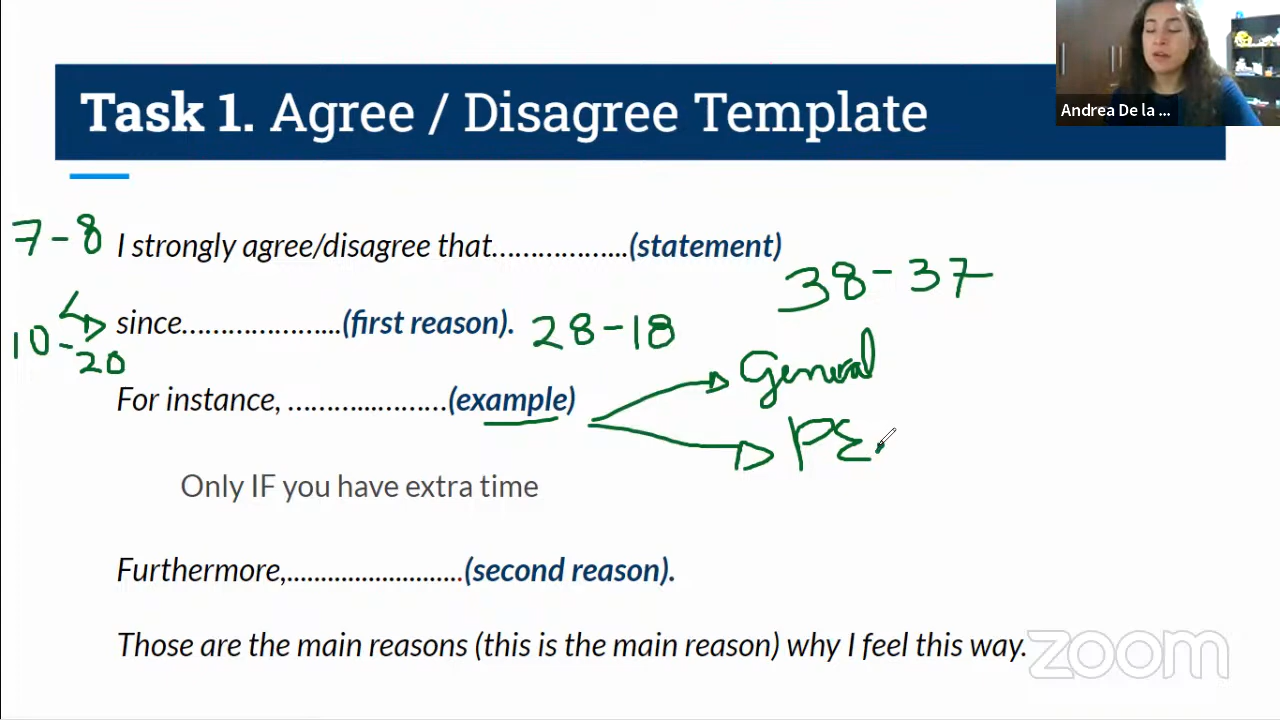 Andrea De la ...
Task 1. Agree / Disagree Template
7-8 I strongly agree/disagree that……………...(statement)
38-37
10-20 since…………………..(first reason). 28-18
General
For instance, ………...………(example)
PE
Only IF you have extra time
Furthermore,..........................(second reason).
Those are the main reasons (this is the main reason) why I feel this way.
zoom